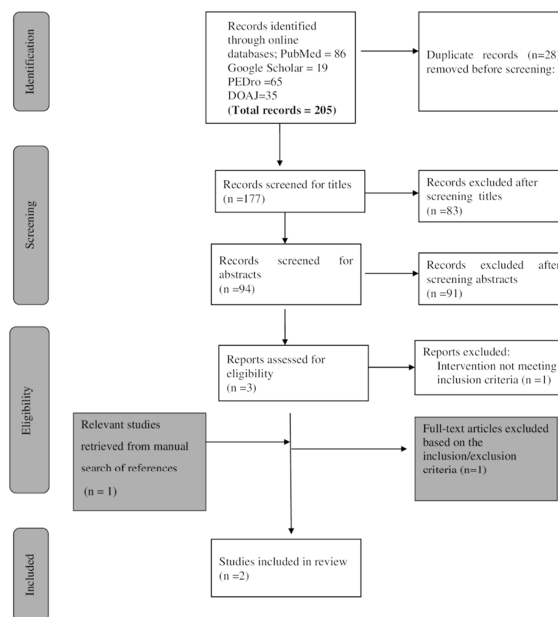 Identification
Records identified
through online
databases; PubMed = 86
Google Scholar = 19
PEDro =65
DOAJ=35
(Total records = 205)
Duplicate records (n=28)
removed before screening:
Screening
Records screened for titles
(n =177)
Records excluded after
screening titles
(n =83)
Records screened for
abstracts
(n =94)
Records excluded after
screening abstracts
(n =91)
Eligibility
Reports assessed for
eligibility
(n =3)
Reports excluded:
Intervention not meeting
inclusion criteria (n =1)
Relevant studies
retrieved from manual
search of references
(n = 1)
Full-text articles excluded
based on the
inclusion/exclusion
criteria (n=1)
Included
Studies included in review
(n =2)